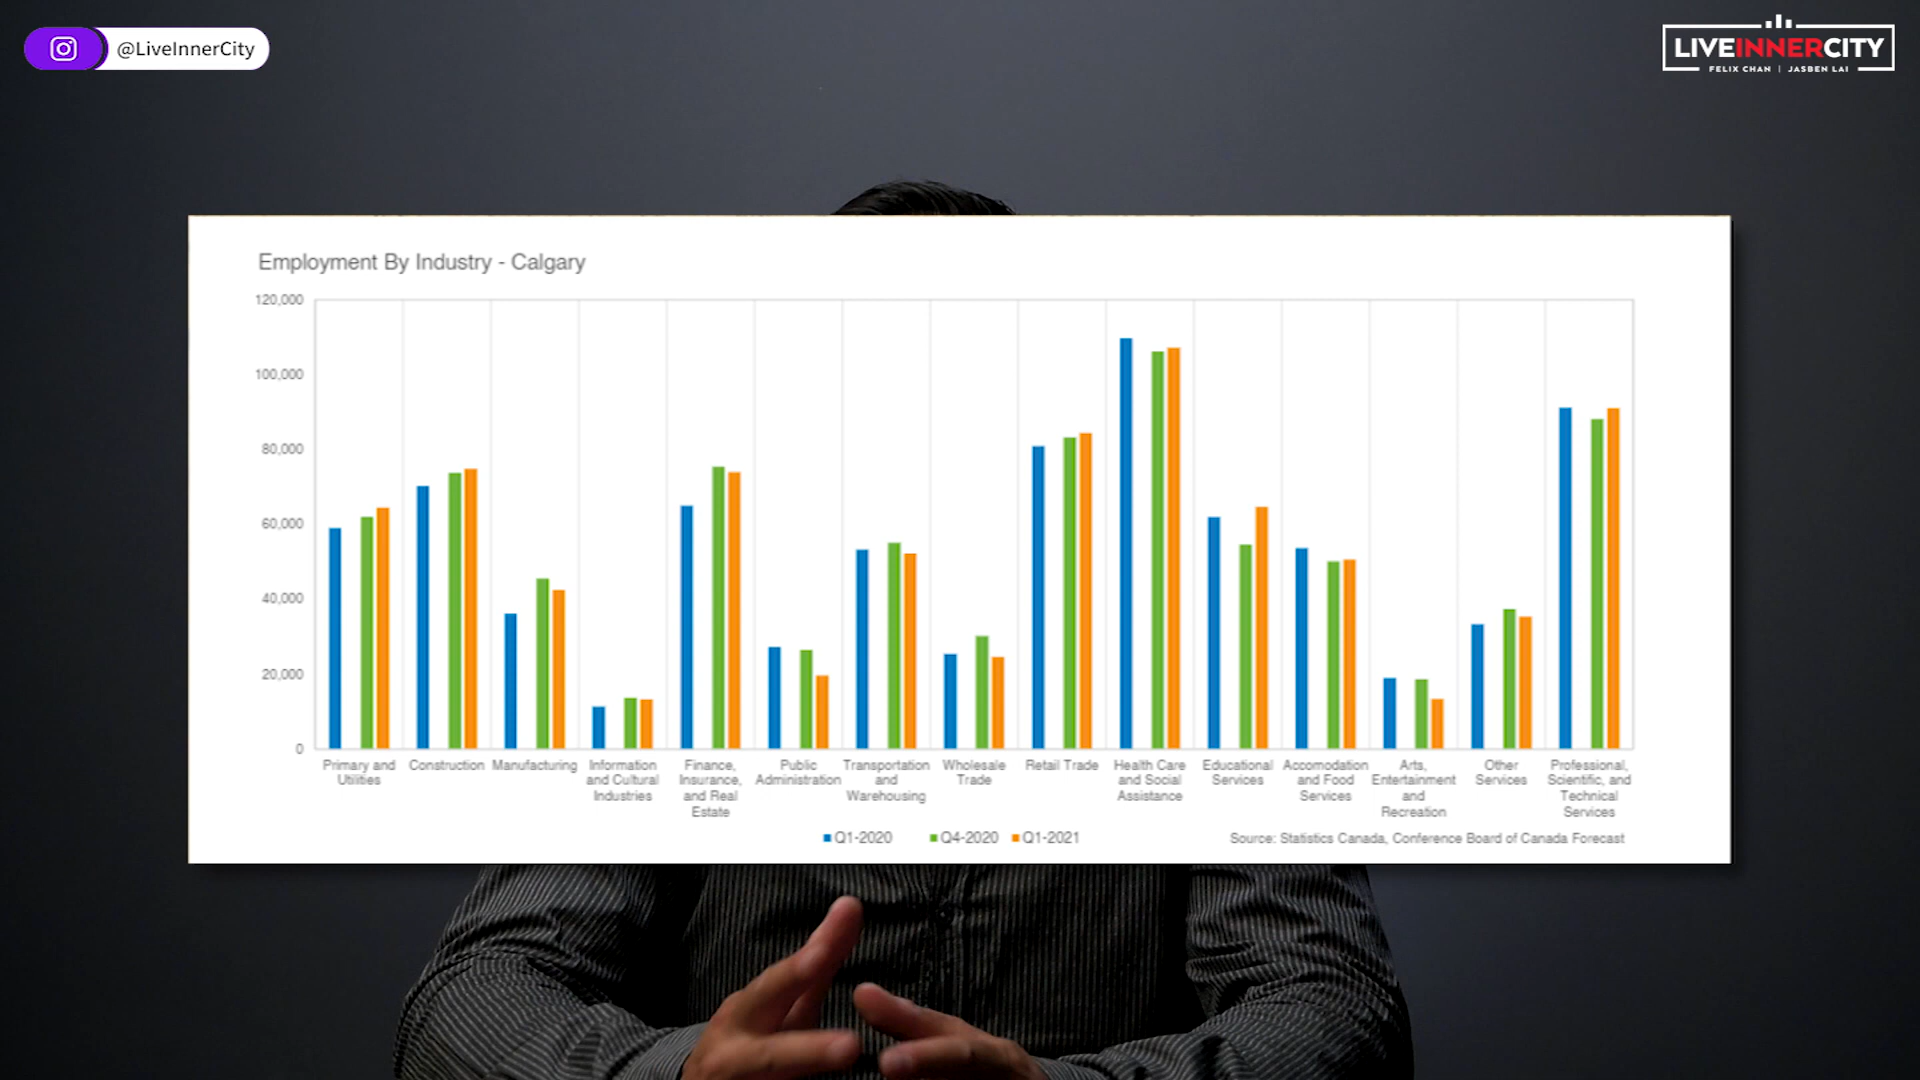 @LiveInnerCity
LIVEINNERCITY
FELIX CHAN | JASBEN LAI
Employment By Industry - Calgary
120,000
100,000
80,000
60,000
40,000
20,000
0
Primary and
Utilities
Construction
Manufacturing
Information
and Cultural
Industries
Finance,
Insurance,
and Real
Estate
Public
Administration
Transportation
and
Warehousing
Wholesale
Trade
Retail Trade
Health Care
and Social
Assistance
Educational
Services
Accomodation
and Food
Services
Arts,
Entertainment
and
Recreation
Other
Services
Professional,
Scientific, and
Technical
Services
Q1-2020 Q4-2020 Q1-2021
Source: Statistics Canada, Conference Board of Canada Forecast